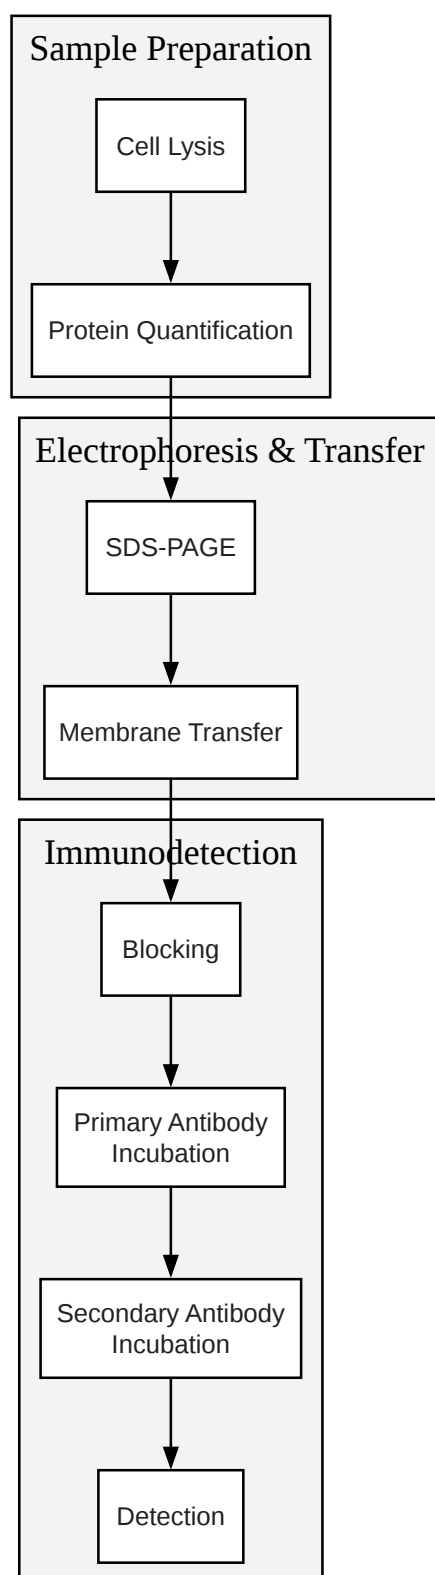 Sample Preparation
Cell Lysis
Protein Quantification
Electrophoresis & Transfer
SDS-PAGE
Membrane Transfer
Immunodetection
Blocking
Primary Antibody
Incubation
Secondary Antibody
Incubation
Detection